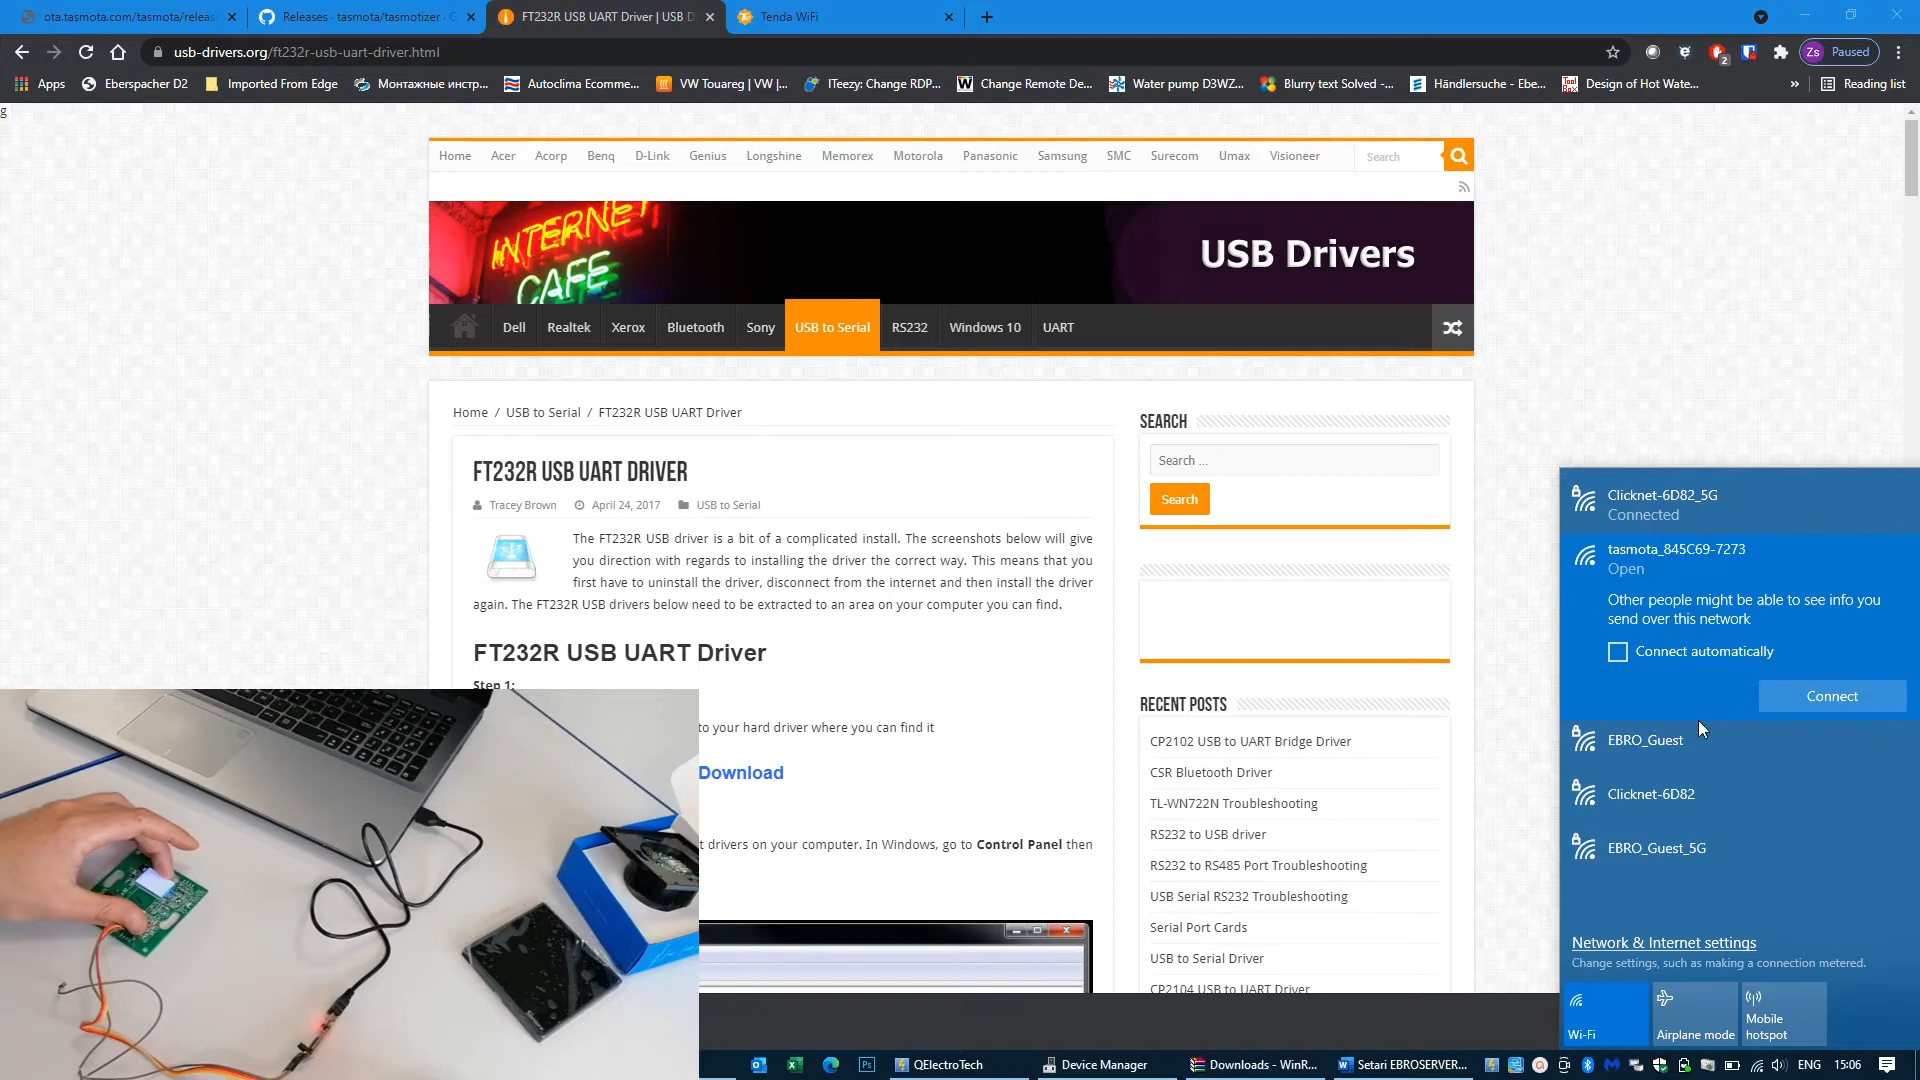 ota.tasmota.com/tasmota/releas
Releases · tasmota/tasmotizer · G
FT232R USB UART Driver | USB D
Tenda WiFi
usb-drivers.org/ft232r-usb-uart-driver.html
2
Zs Paused
Apps
Eberspacher D2
Imported From Edge
Монтажные инстр...
Autoclima Ecomme...
VW Touareg | VW |...
ITeezy: Change RDP...
Change Remote De...
Water pump D3WZ...
Blurry text Solved -...
Händlersuche - Ebe...
Design of Hot Wate...
»
Reading list
g
Home Acer Acorp Benq D-Link Genius Longshine Memorex Motorola Panasonic Samsung SMC Surecom Umax Visioneer
Search
INTERNET
CAFE
USB Drivers
Dell Realtek Xerox Bluetooth Sony USB to Serial RS232 Windows 10 UART
Home / USB to Serial / FT232R USB UART Driver
FT232R USB UART DRIVER
Tracey Brown April 24, 2017 USB to Serial
The FT232R USB driver is a bit of a complicated install. The screenshots below will give
you direction with regards to installing the driver the correct way. This means that you
first have to uninstall the driver, disconnect from the internet and then install the driver
again. The FT232R USB drivers below need to be extracted to an area on your computer you can find.
FT232R USB UART Driver
Step 1:
to your hard driver where you can find it
Download
t drivers on your computer. In Windows, go to Control Panel then
SEARCH
Search ...
Search
RECENT POSTS
CP2102 USB to UART Bridge Driver
CSR Bluetooth Driver
TL-WN722N Troubleshooting
RS232 to USB driver
RS232 to RS485 Port Troubleshooting
USB Serial RS232 Troubleshooting
Serial Port Cards
USB to Serial Driver
CP2104 USB to UART Driver
Clicknet-6D82_5G
Connected
tasmota_845C69-7273
Open
Other people might be able to see info you
send over this network
Connect automatically
Connect
EBRO_Guest
Clicknet-6D82
EBRO_Guest_5G
Network & Internet settings
Change settings, such as making a connection metered.
Wi-Fi
Airplane mode
Mobile
hotspot
QElectroTech
Device Manager
Downloads - WinR...
Setari EBROSERVER...
ENG
15:06